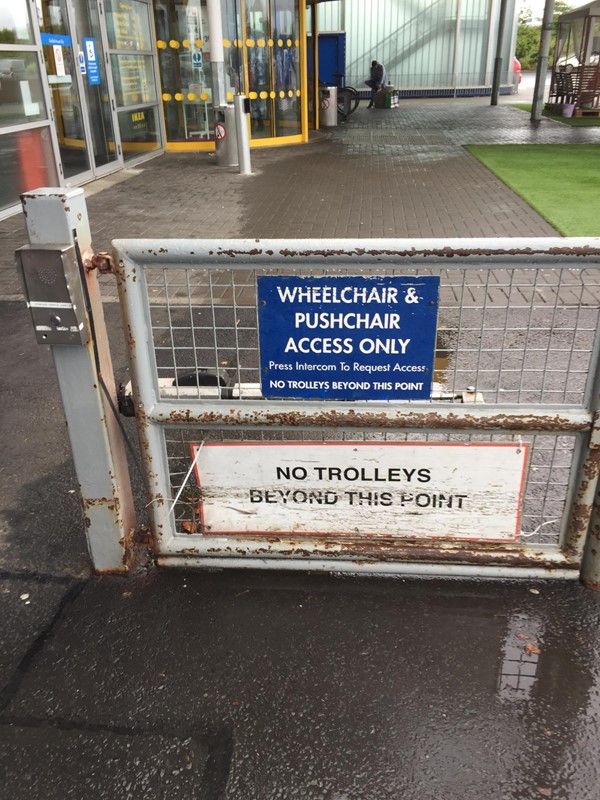 IKEA
WHEELCHAIR &
PUSHCHAIR
ACCESS ONLY
Press Intercom To Request Access
NO TROLLEYS BEYOND THIS POINT
NO TROLLEYS
BEYOND THIS POINT